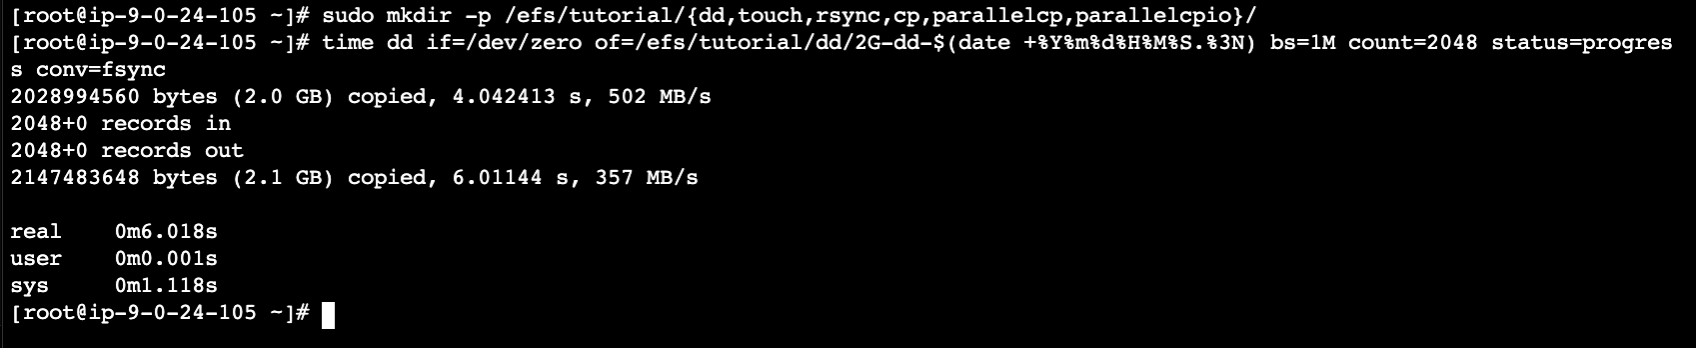 [root@ip-9-0-24-105 ~]# sudo mkdir -p /efs/tutorial/{dd,touch,rsync,cp,parallelcp,parallelcpio}/
[root@ip-9-0-24-105 ~]# time dd if=/dev/zero of=/efs/tutorial/dd/2G-dd-$(date +%Y%m%d%H%M%S.%3N) bs=1M count=2048 status=progres
s conv=fsync
2028994560 bytes (2.0 GB) copied, 4.042413 s, 502 MB/s
2048+0 records in
2048+0 records out
2147483648 bytes (2.1 GB) copied, 6.01144 s, 357 MB/s

real    0m6.018s
user    0m0.001s
sys     0m1.118s
[root@ip-9-0-24-105 ~]#